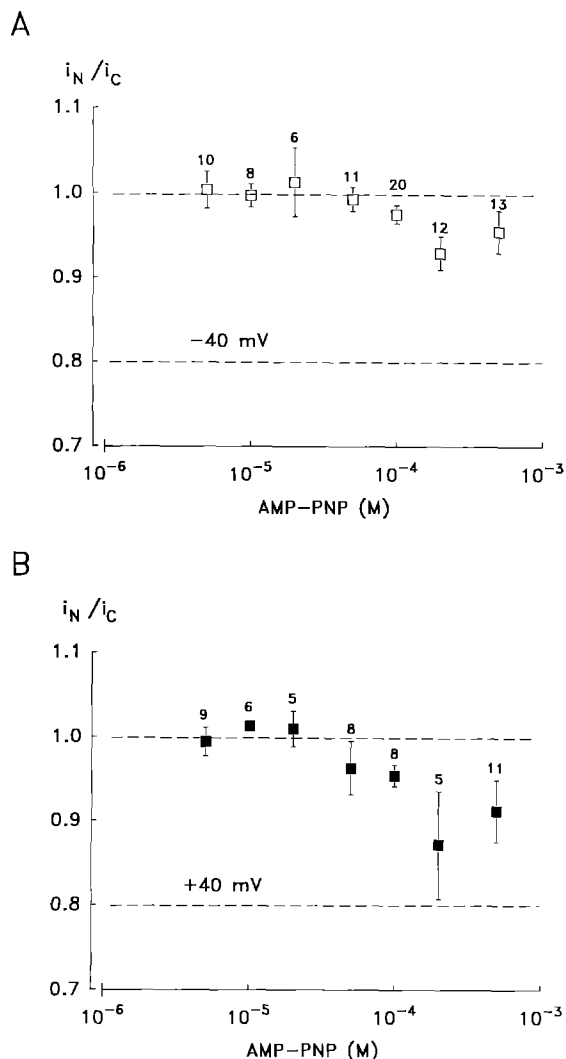 A
i_N/i_C
1.1
1.0
0.9
0.8
0.7
10 8 6 11 20 12 13
−40 mV
10⁻⁶ 10⁻⁵ 10⁻⁴ 10⁻³
AMP−PNP (M)
B
i_N/i_C
1.1
1.0
0.9
0.8
0.7
9 6 5 8 8 5 11
+40 mV
10⁻⁶ 10⁻⁵ 10⁻⁴ 10⁻³
AMP−PNP (M)